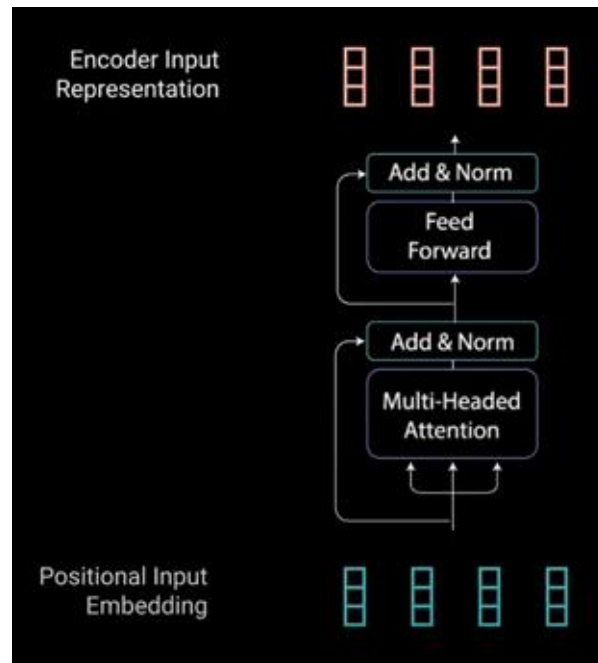 Encoder Input
Representation
Add & Norm
Feed
Forward
Add & Norm
Multi-Headed
Attention
Positional Input
Embedding